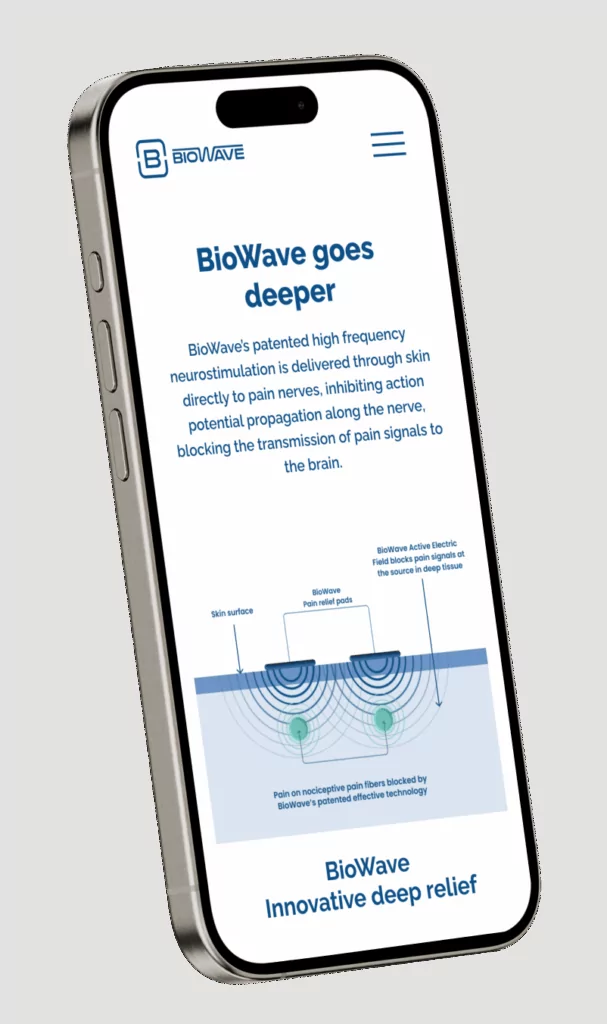 B BIOWAVE
BioWave goes
deeper
BioWave's patented high frequency
neurostimulation is delivered through skin
directly to pain nerves, inhibiting action
potential propagation along the nerve,
blocking the transmission of pain signals to
the brain.
BioWave Active Electric
Field blocks pain signals at
the source in deep tissue
BioWave
Pain relief pads
Skin surface
Pain on nociceptive pain fibers blocked by
BioWave's patented effective technology
BioWave
Innovative deep relief